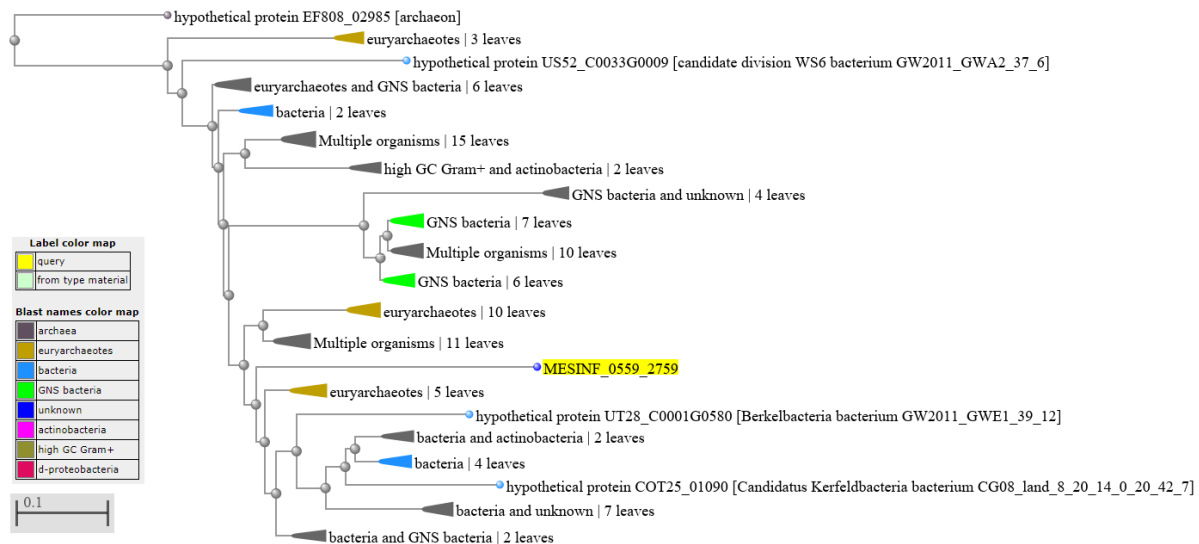 hypothetical protein EF808_02985 [archaeon]
euryarchaeotes | 3 leaves
hypothetical protein US52_C0033G0009 [candidate division WS6 bacterium GW2011_GWA2_37_6]
euryarchaeotes and GNS bacteria | 6 leaves
bacteria | 2 leaves
Multiple organisms | 15 leaves
high GC Gram+ and actinobacteria | 2 leaves
GNS bacteria and unknown | 4 leaves
GNS bacteria | 7 leaves
Multiple organisms | 10 leaves
GNS bacteria | 6 leaves
euryarchaeotes | 10 leaves
Multiple organisms | 11 leaves
MESINF_0559_2759
euryarchaeotes | 5 leaves
hypothetical protein UT28_C0001G0580 [Berkelbacteria bacterium GW2011_GWE1_39_12]
bacteria and actinobacteria | 2 leaves
bacteria | 4 leaves
hypothetical protein COT25_01090 [Candidatus Kerfeldbacteria bacterium CG08_land_8_20_14_0_20_42_7]
bacteria and unknown | 7 leaves
bacteria and GNS bacteria | 2 leaves
Label color map
query
from type material
Blast names color map
archaea
euryarchaeotes
bacteria
GNS bacteria
unknown
actinobacteria
high GC Gram+
d-proteobacteria
0.1